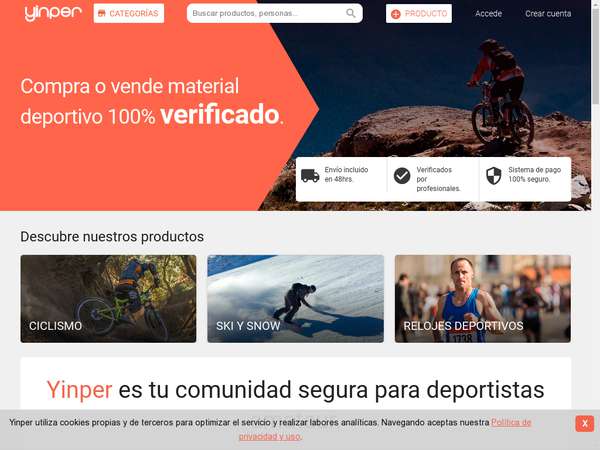 yinper
CATEGORÍAS
Buscar productos, personas...
PRODUCTO
Accede
Crear cuenta
Compra o vende material
deportivo 100% verificado.
Envío incluido
en 48hrs.
Verificados
por
profesionales.
Sistema de pago
100% seguro.
Descubre nuestros productos
CICLISMO
SKI Y SNOW
RELOJES DEPORTIVOS
1738
Yinper es tu comunidad segura para deportistas
Yinper utiliza cookies propias y de terceros para optimizar el servicio y realizar labores analíticas. Navegando aceptas nuestra Política de
privacidad y uso.
X